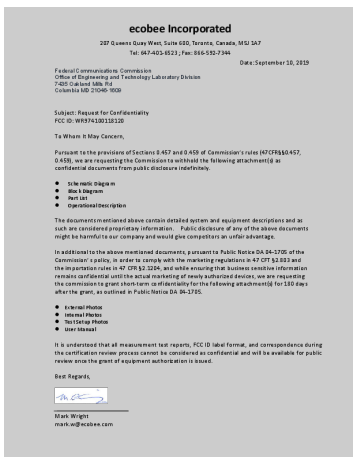 ecobee Incorporated
207 Queens Quay West, Suite 600, Toronto, Canada, M5J 1A7
Tel: 647-401-6523 ; Fax: 866-592-7344
Date: September 10, 2019
Federal Communications Commission
Office of Engineering and Technology Laboratory Division
7435 Oakland Mills Rd
Columbia MD 21046-1609
Subject: Request for Confidentiality
FCC ID: WR974100118120
To Whom It May Concern,
Pursuant to the provisions of Sections 0.457 and 0.459 of Commission's rules (47CFR§§0.457,
0.459), we are requesting the Commission to withhold the following attachment(s) as
confidential documents from public disclosure indefinitely.
● Schematic Diagram
● Block Diagram
● Part List
● Operational Description
The documents mentioned above contain detailed system and equipment descriptions and as
such are considered proprietary information. Public disclosure of any of the above documents
might be harmful to our company and would give competitors an unfair advantage.
In additional to the above mentioned documents, pursuant to Public Notice DA 04-1705 of the
Commission's policy, in order to comply with the marketing regulations in 47 CFT §2.803 and
the importation rules in 47 CFR §2.1204, and while ensuring that business sensitive information
remains confidential until the actual marketing of newly authorized devices, we are requesting
the commission to grant short-term confidentiality for the following attachment(s) for 180 days
after the grant, as outlined in Public Notice DA 04-1705.
● External Photos
● Internal Photos
● Test Setup Photos
● User Manual
It is understood that all measurement test reports, FCC ID label format, and correspondence during
the certification review process cannot be considered as confidential and will be available for public
review once the grant of equipment authorization is issued.
Best Regards,
Mark Wright
mark.w@ecobee.com